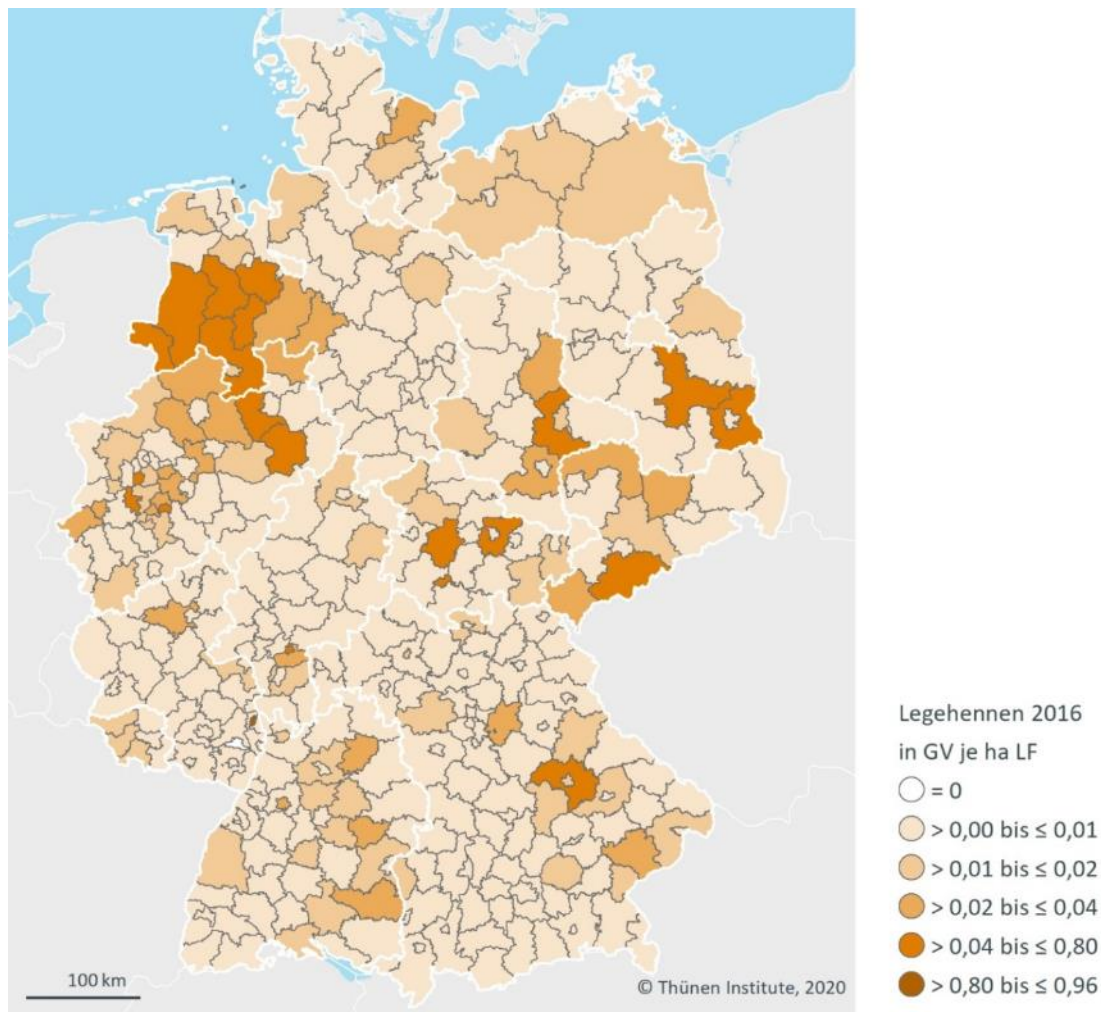 Legehennen 2016
in GV je ha LF
= 0
> 0,00 bis ≤ 0,01
> 0,01 bis ≤ 0,02
> 0,02 bis ≤ 0,04
> 0,04 bis ≤ 0,80
> 0,80 bis ≤ 0,96
100 km
© Thünen Institute, 2020